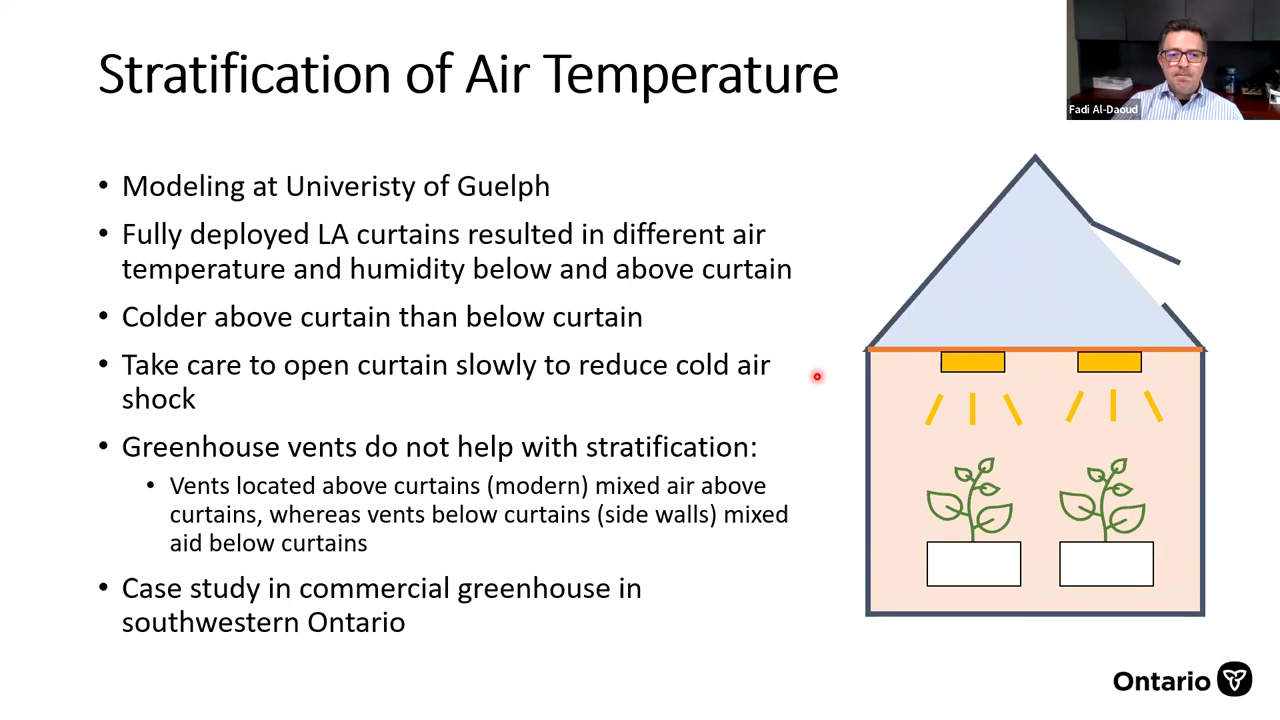 Stratification of Air Temperature
Fadi Al-Daoud
• Modeling at Univeristy of Guelph
• Fully deployed LA curtains resulted in different air
temperature and humidity below and above curtain
• Colder above curtain than below curtain
• Take care to open curtain slowly to reduce cold air
shock
• Greenhouse vents do not help with stratification:
• Vents located above curtains (modern) mixed air above
curtains, whereas vents below curtains (side walls) mixed
aid below curtains
• Case study in commercial greenhouse in
southwestern Ontario
Ontario